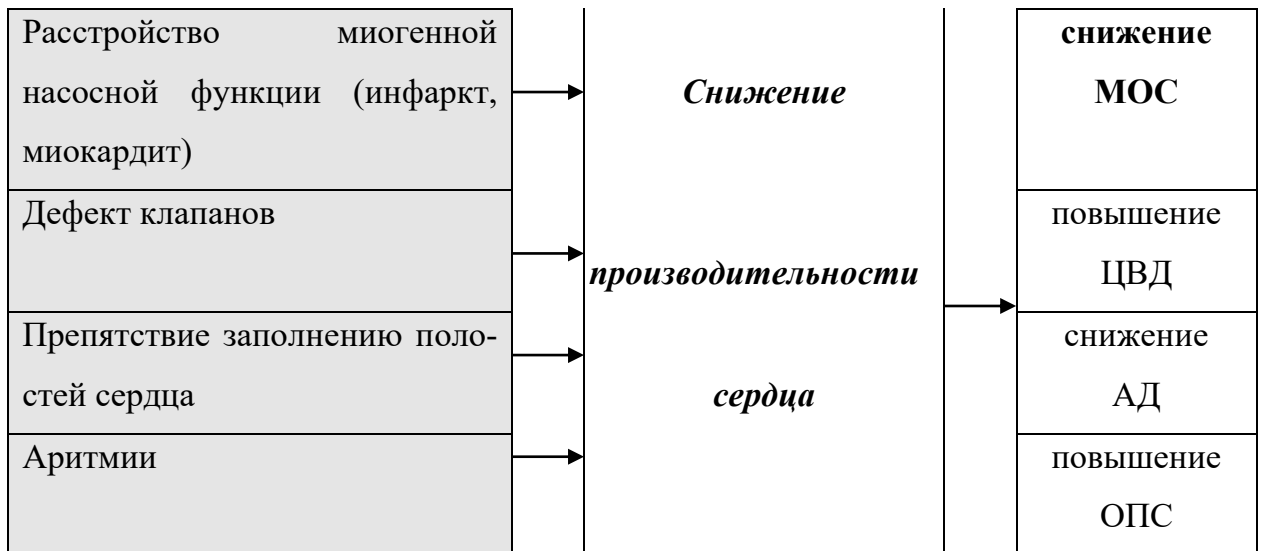 Расстройство миогенной
насосной функции (инфаркт,
миокардит)
Дефект клапанов
Препятствие заполнению поло-
стей сердца
Аритмии
Снижение
производительности
сердца
снижение
МОС
повышение
ЦВД
снижение
АД
повышение
ОПС